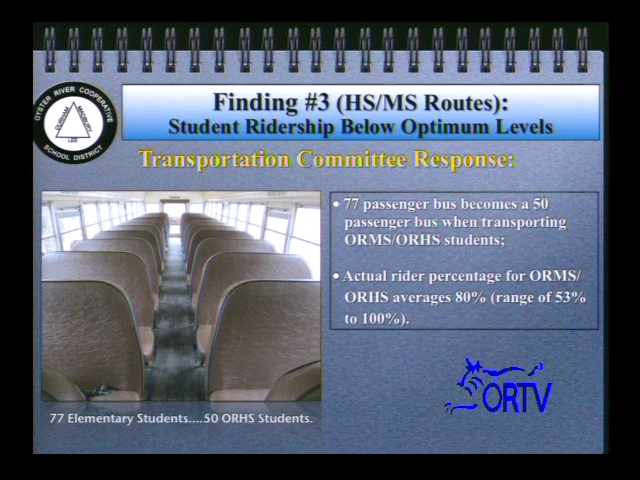 OYSTER RIVER COOPERATIVE
DURHAM
MADBURY
LEE
SCHOOL DISTRICT
Finding #3 (HS/MS Routes):
Student Ridership Below Optimum Levels
Transportation Committee Response:
• 77 passenger bus becomes a 50
passenger bus when transporting
ORMS/ORHS students;
• Actual rider percentage for ORMS/
ORHS averages 80% (range of 53%
to 100%).
77 Elementary Students....50 ORHS Students.
ORTV